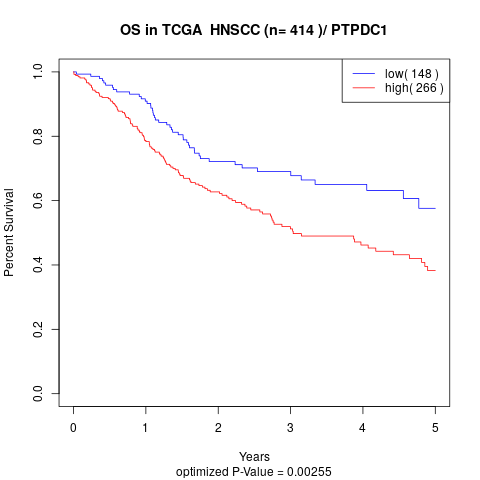 OS in TCGA  HNSCC (n= 414 )/ PTPDC1
low( 148 )
high( 266 )
1.0
0.8
0.6
0.4
0.2
0.0
Percent Survival
0 1 2 3 4 5
Years
optimized P-Value = 0.00255